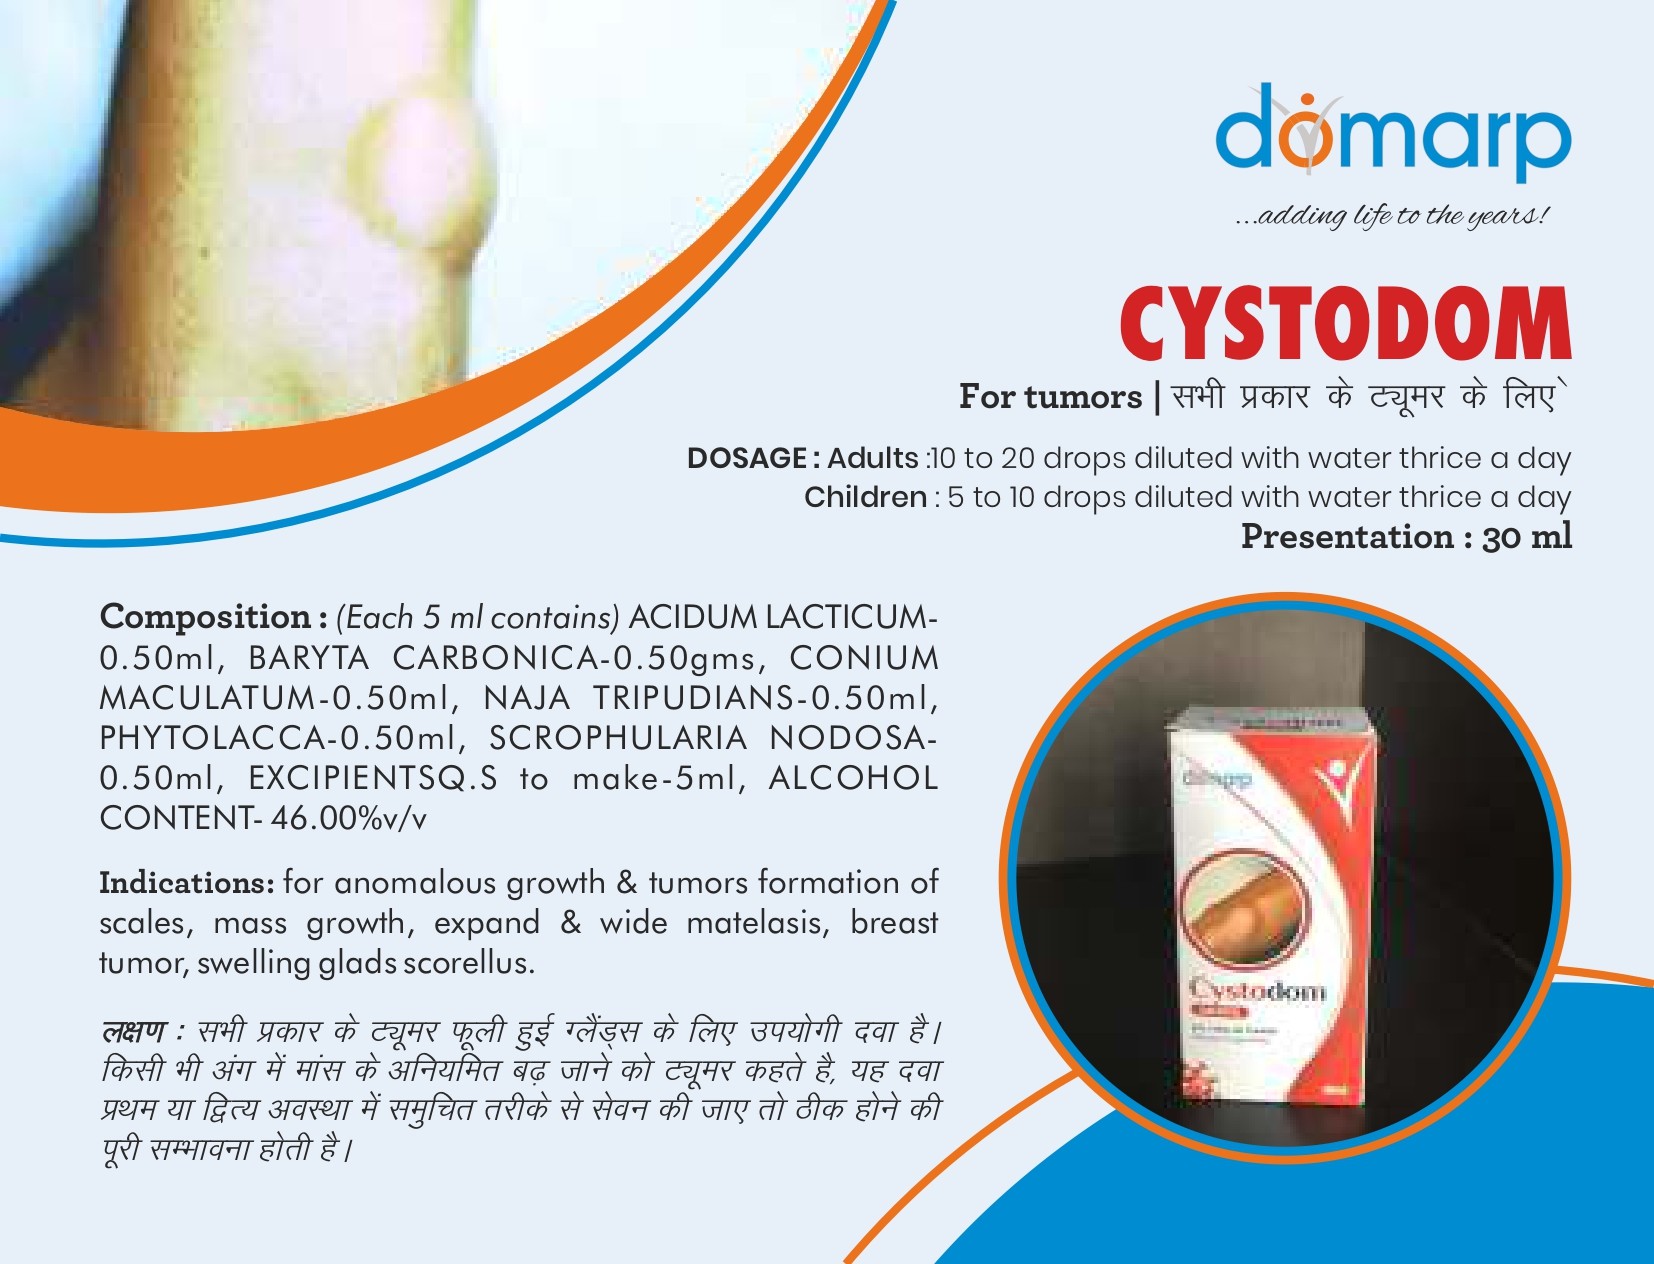 domarp
...adding life to the years!
CYSTODOM
For tumors | सभी प्रकार के ट्यूमर के लिए`
DOSAGE : Adults :10 to 20 drops diluted with water thrice a day
Children : 5 to 10 drops diluted with water thrice a day
Presentation : 30 ml
Composition : (Each 5 ml contains) ACIDUM LACTICUM-
0.50ml, BARYTA CARBONICA-0.50gms, CONIUM
MACULATUM-0.50ml, NAJA TRIPUDIANS-0.50ml,
PHYTOLACCA-0.50ml, SCROPHULARIA NODOSA-
0.50ml, EXCIPIENTSQ.S to make-5ml, ALCOHOL
CONTENT- 46.00%v/v
Indications: for anomalous growth & tumors formation of
scales, mass growth, expand & wide matelasis, breast
tumor, swelling glads scorellus.
लक्षण : सभी प्रकार के ट्यूमर फूली हुई ग्लैंड्स के लिए उपयोगी दवा है।
किसी भी अंग में मांस के अनियमित बढ़ जाने को ट्यूमर कहते है, यह दवा
प्रथम या द्वित्य अवस्था में समुचित तरीके से सेवन की जाए तो ठीक होने की
पूरी सम्भावना होती है।
domarp
Cystodom